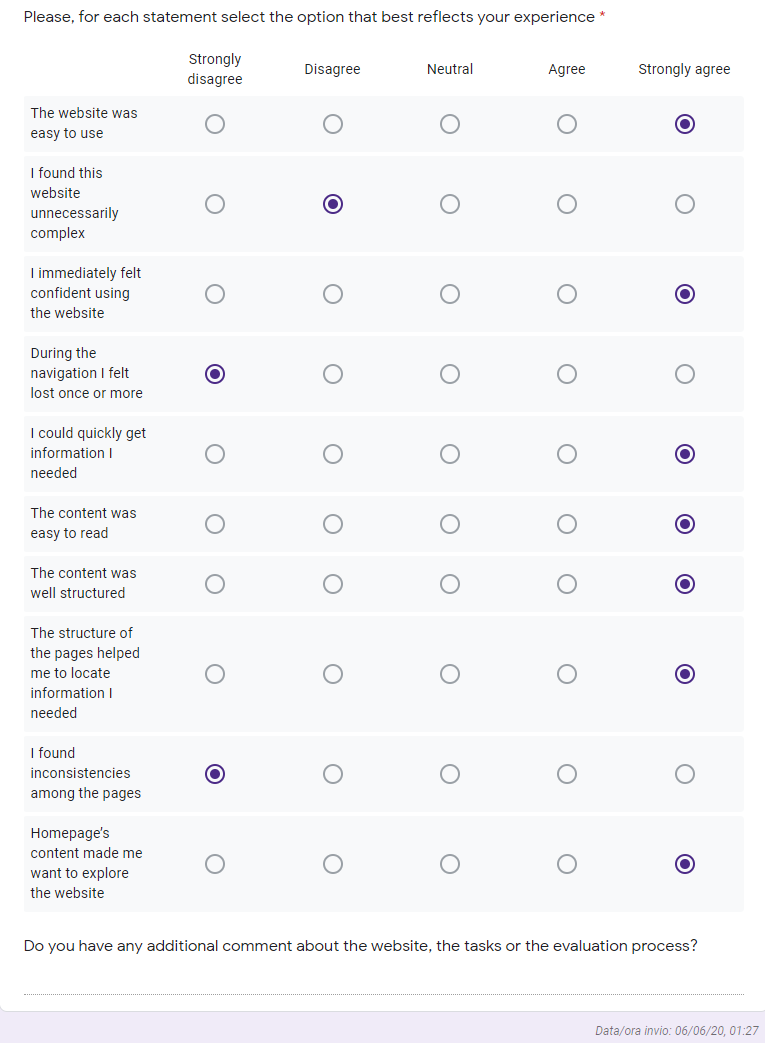 Please, for each statement select the option that best reflects your experience *
Strongly
disagree
Disagree
Neutral
Agree
Strongly agree
The website was
easy to use
I found this
website
unnecessarily
complex
I immediately felt
confident using
the website
During the
navigation I felt
lost once or more
I could quickly get
information I
needed
The content was
easy to read
The content was
well structured
The structure of
the pages helped
me to locate
information I
needed
I found
inconsistencies
among the pages
Homepage's
content made me
want to explore
the website
Do you have any additional comment about the website, the tasks or the evaluation process?
Data/ora invio: 06/06/20, 01:27